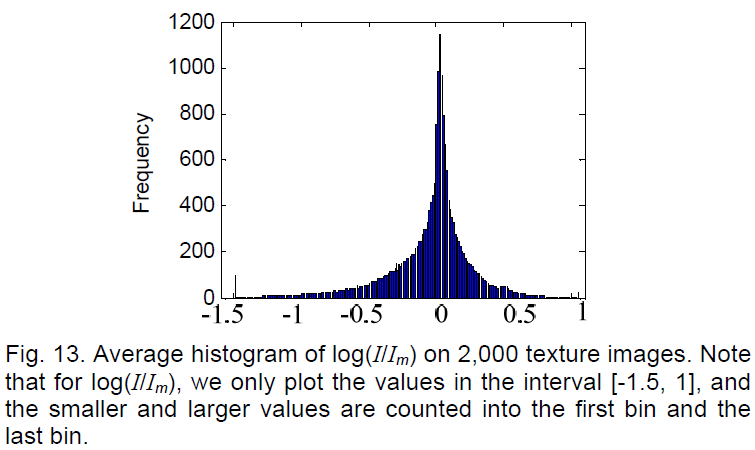 1200
1000
800
600
400
200
0
Frequency
-1.5 -1 -0.5 0 0.5 1
Fig. 13. Average histogram of log(I/Im) on 2,000 texture images. Note
that for log(I/Im), we only plot the values in the interval [-1.5, 1], and
the smaller and larger values are counted into the first bin and the
last bin.